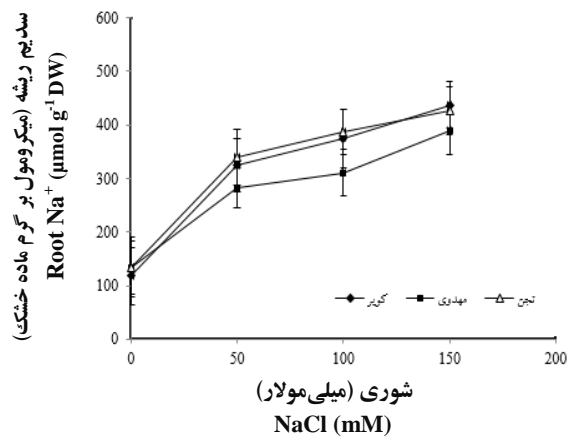 سدیم ریشه (میکرومول بر گرم ماده خشک)
Root Na⁺ (µmol g⁻¹ DW)
600
500
400
300
200
100
0
کویر مهدوی تجن
0 50 100 150 200
شوری (میلی‌مولار)
NaCl (mM)